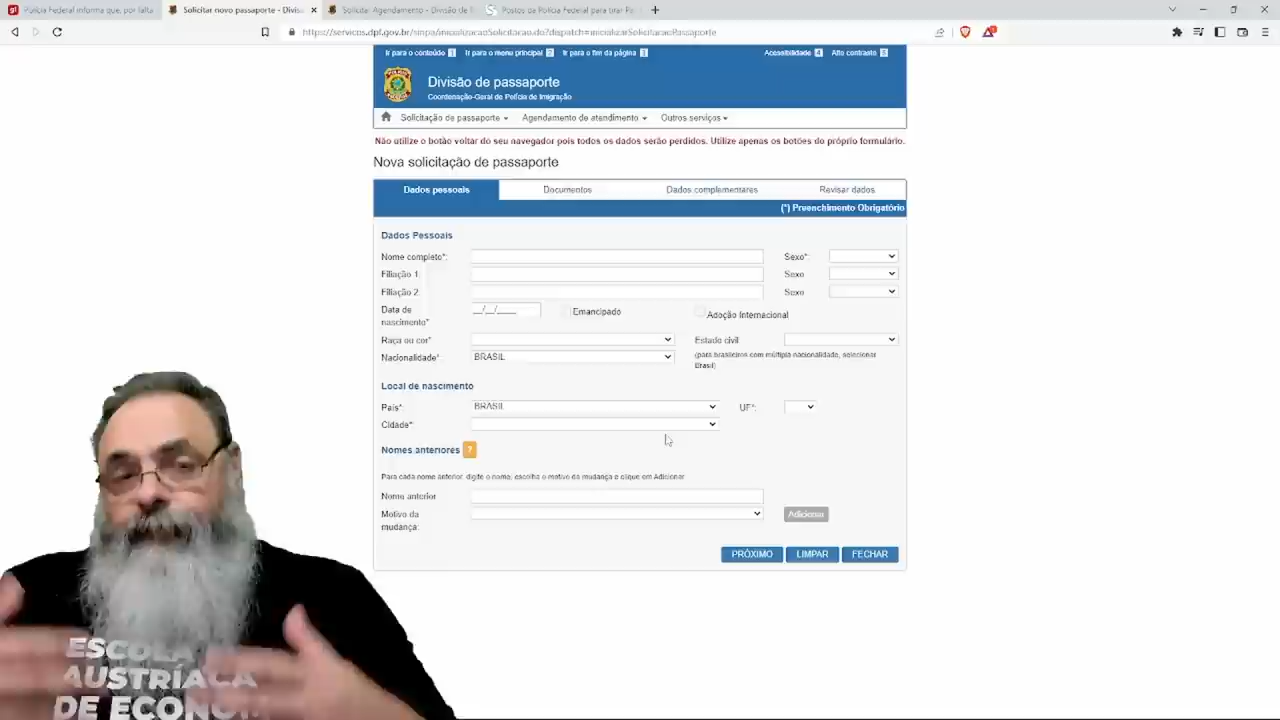 Polícia Federal informa que, por falta
Solicitar novo passaporte - Divisã
Solicitar Agendamento - Divisão de
Postos da Polícia Federal para tirar Pa
https://servicos.dpf.gov.br/sinpa/inicializacaoSolicitacao.do?dispatch=inicializarSolicitacaoPassaporte
Ir para o conteúdo 1 Ir para o menu principal 2 Ir para o fim da página 3 Acessibilidade 4 Alto contraste 5
Divisão de passaporte
Coordenação-Geral de Polícia de Imigração
Solicitação de passaporte Agendamento de atendimento Outros serviços
Não utilize o botão voltar do seu navegador pois todos os dados serão perdidos. Utilize apenas os botões do próprio formulário.
Nova solicitação de passaporte
Dados pessoais Documentos Dados complementares Revisar dados
(*) Preenchimento Obrigatório
Dados Pessoais
Nome completo*: Sexo*:
Filiação 1: Sexo
Filiação 2: Sexo
Data de nascimento* __/__/____ Emancipado Adoção Internacional
Raça ou cor* Estado civil
Nacionalidade* BRASIL (para brasileiros com múltipla nacionalidade, selecionar
Brasil)
Local de nascimento
País*: BRASIL UF*:
Cidade*:
Nomes anteriores ?
Para cada nome anterior, digite o nome, escolha o motivo da mudança e clique em Adicionar
Nome anterior
Motivo da mudança: Adicionar
PRÓXIMO LIMPAR FECHAR
ESCOLA
AUSTRÍACA
DE